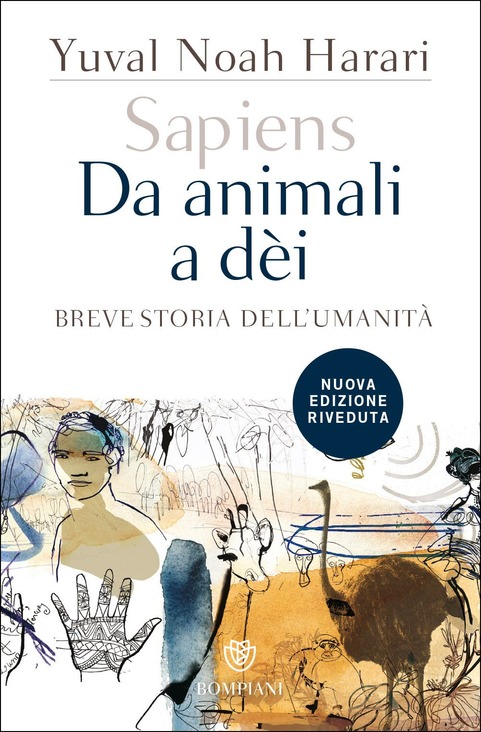 Yuval Noah Harari
Sapiens
Da animali
a dèi
BREVE STORIA DELL'UMANITÀ
NUOVA
EDIZIONE
RIVEDUTA
BOMPIANI